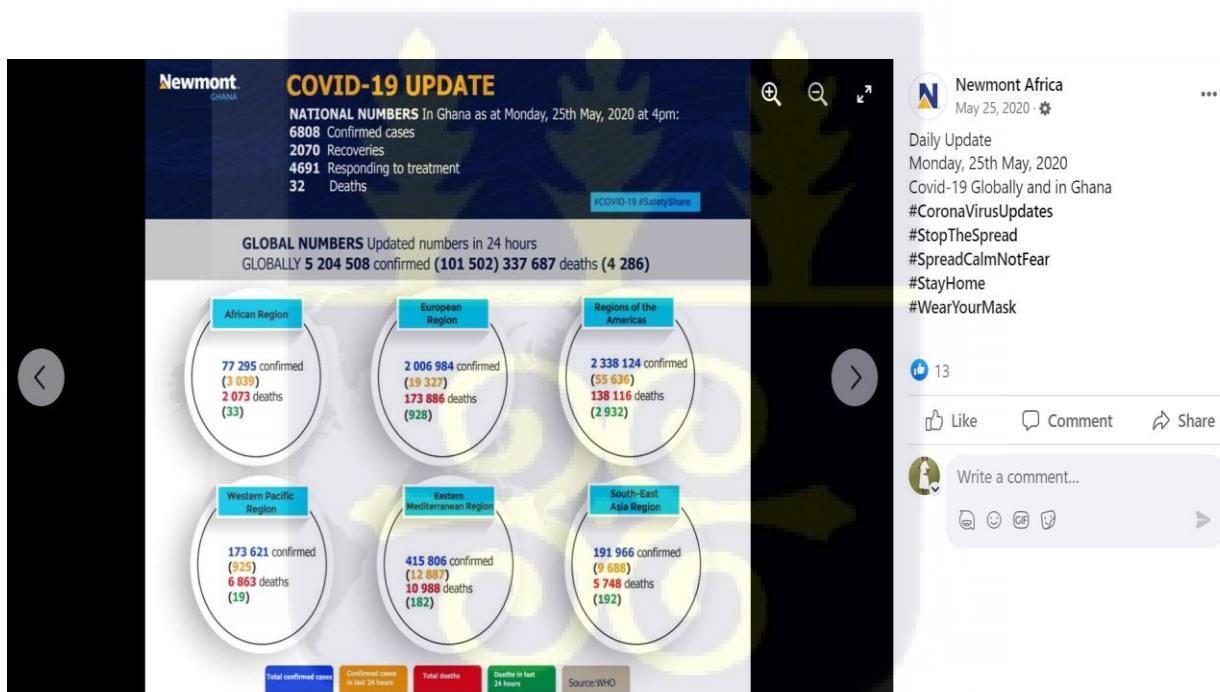 Newmont
GHANA
COVID-19 UPDATE
NATIONAL NUMBERS In Ghana as at Monday, 25th May, 2020 at 4pm:
6808 Confirmed cases
2070 Recoveries
4691 Responding to treatment
32 Deaths
#COVID-19 #SafetyShare
GLOBAL NUMBERS Updated numbers in 24 hours
GLOBALLY 5 204 508 confirmed (101 502) 337 687 deaths (4 286)
African Region
77 295 confirmed
(3 039)
2 073 deaths
(33)
European
Region
2 006 984 confirmed
(19 327)
173 886 deaths
(928)
Regions of the
Americas
2 338 124 confirmed
(55 636)
138 116 deaths
(2 932)
Western Pacific
Region
173 621 confirmed
(925)
6 863 deaths
(19)
Eastern
Mediterranean Region
415 806 confirmed
(12 887)
10 988 deaths
(182)
South-East
Asia Region
191 966 confirmed
(9 688)
5 748 deaths
(192)
Total confirmed cases
Confirmed cases
in last 24 hours
Total deaths
Deaths in last
24 hours
Source:WHO
N
Newmont Africa
May 25, 2020 ·
Daily Update
Monday, 25th May, 2020
Covid-19 Globally and in Ghana
#CoronaVirusUpdates
#StopTheSpread
#SpreadCalmNotFear
#StayHome
#WearYourMask
13
Like Comment Share
Write a comment...
GIF